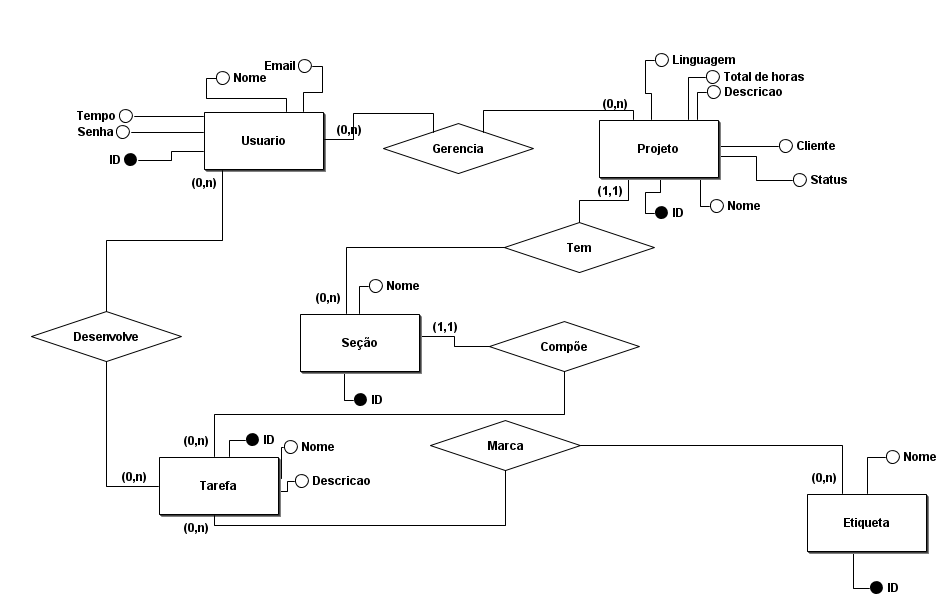 Linguagem
Email
Nome
Total de horas
Descricao
(0,n)
Tempo
Senha
(0,n)
Usuario
Gerencia
Projeto
Cliente
ID
Status
(0,n)
(1,1)
Nome
ID
Tem
Nome
(0,n)
(1,1)
Desenvolve
Seção
Compõe
ID
(0,n)
ID
Nome
Marca
Nome
(0,n)
Tarefa
Descricao
(0,n)
Etiqueta
(0,n)
ID